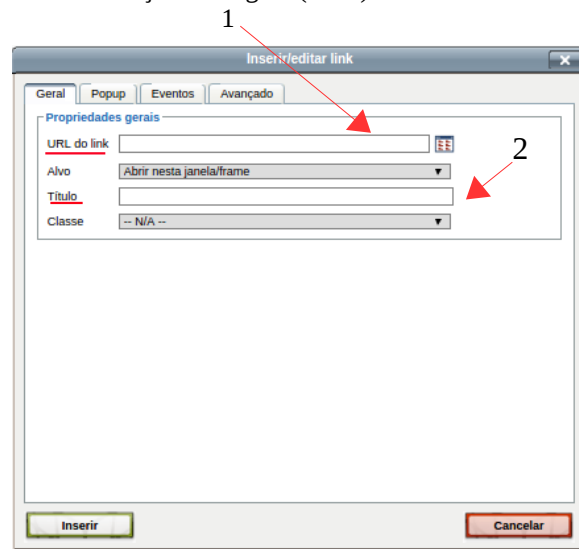 1
Inserir/editar link
Geral Popup Eventos Avançado
Propriedades gerais
URL do link
2
Alvo Abrir nesta janela/frame
Título
Classe -- N/A --
Inserir Cancelar